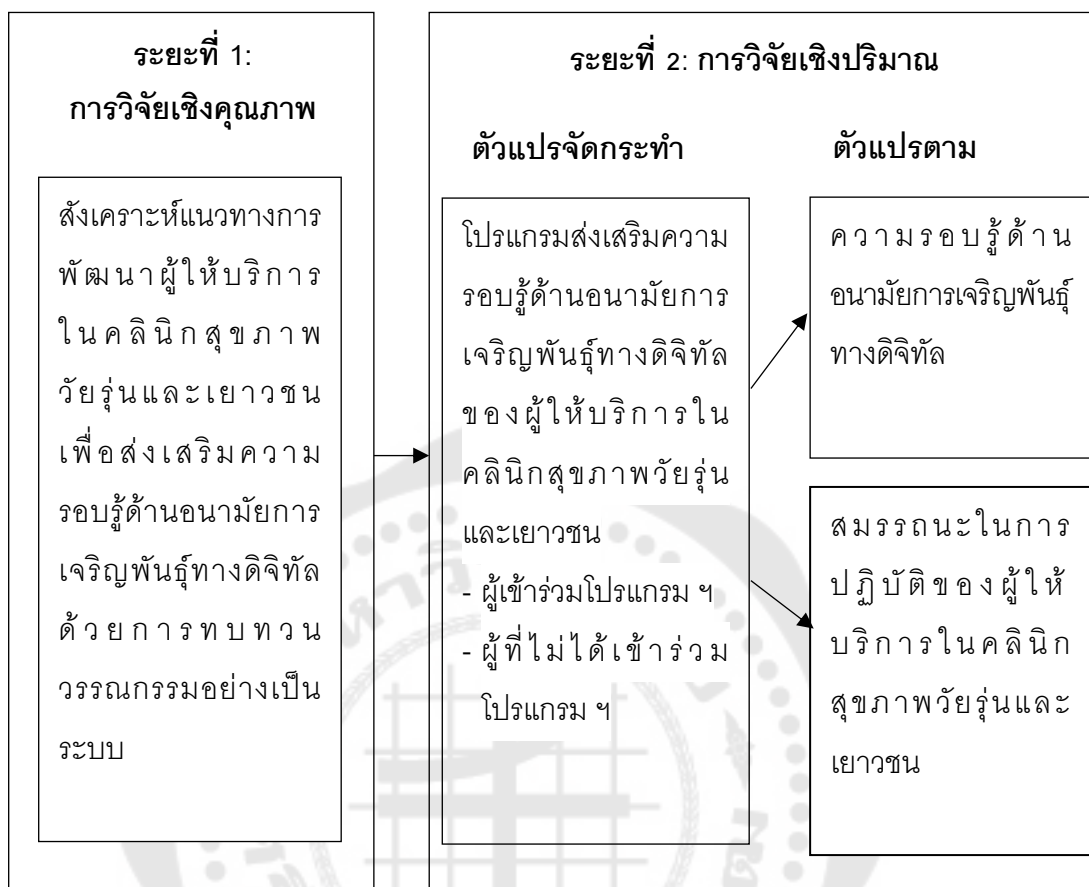 ระยะที่ 1:
การวิจัยเชิงคุณภาพ
สังเคราะห์แนวทางการ
พัฒนาผู้ให้บริการ
ในคลินิกสุขภาพ
วัยรุ่นและเยาวชน
เพื่อส่งเสริมความ
รอบรู้ด้านอนามัยการ
เจริญพันธุ์ทางดิจิทัล
ด้วยการทบทวน
วรรณกรรมอย่างเป็น
ระบบ
ระยะที่ 2: การวิจัยเชิงปริมาณ
ตัวแปรจัดกระทำ
โปรแกรมส่งเสริมความ
รอบรู้ด้านอนามัยการ
เจริญพันธุ์ทางดิจิทัล
ของผู้ให้บริการใน
คลินิกสุขภาพวัยรุ่น
และเยาวชน
- ผู้เข้าร่วมโปรแกรม ฯ
- ผู้ที่ไม่ได้เข้าร่วม
โปรแกรม ฯ
ตัวแปรตาม
ความรอบรู้ด้าน
อนามัยการเจริญพันธุ์
ทางดิจิทัล
สมรรถนะในการ
ปฏิบัติของผู้ให้
บริการในคลินิก
สุขภาพวัยรุ่นและ
เยาวชน